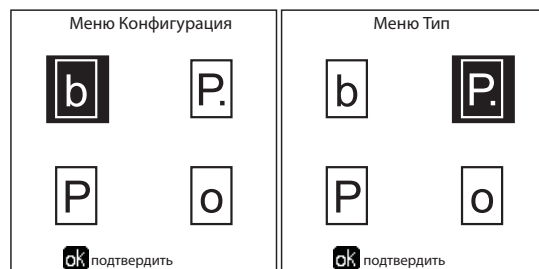 Меню Конфигурация
b P.
P o
ok подтвердить
Меню Тип
b P.
P o
ok подтвердить